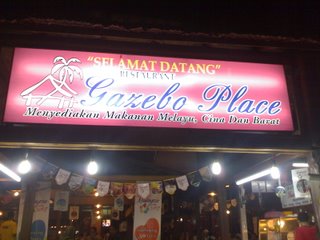 "SELAMAT DATANG"
RESTAURANT
Gazebo Place
Menyediakan Makanan Melayu, Cina Dan Barat